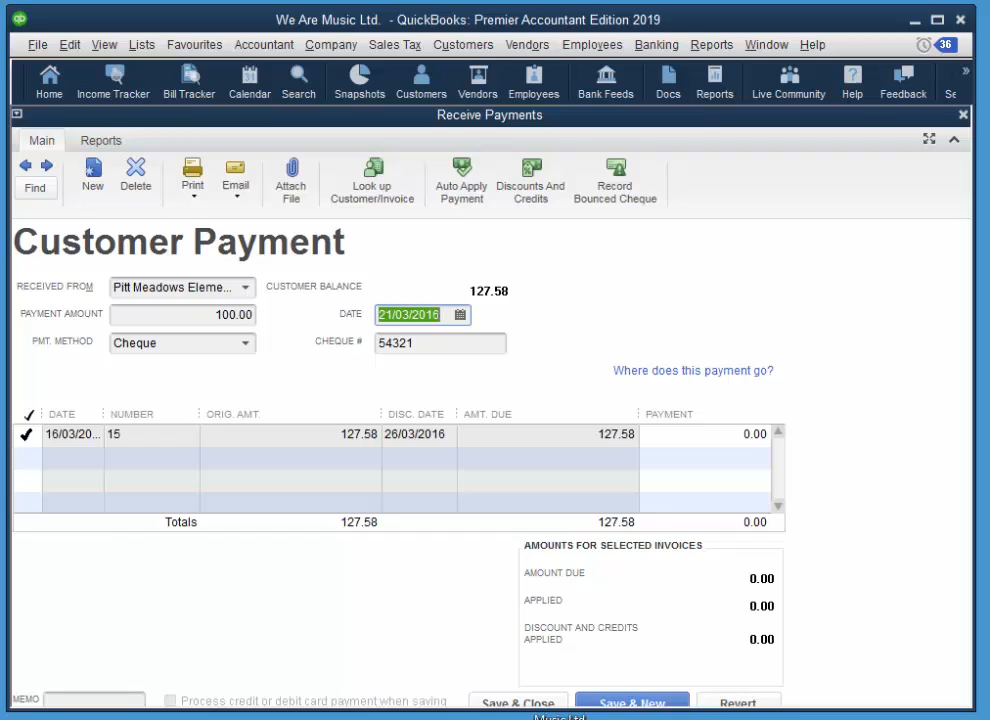 We Are Music Ltd. - QuickBooks: Premier Accountant Edition 2019
File Edit View Lists Favourites Accountant Company Sales Tax Customers Vendors Employees Banking Reports Window Help 36
Home Income Tracker Bill Tracker Calendar Search Snapshots Customers Vendors Employees Bank Feeds Docs Reports Live Community Help Feedback Se
Receive Payments
Main Reports
Find New Delete Print Email Attach File Look up Customer/Invoice Auto Apply Payment Discounts And Credits Record Bounced Cheque
Customer Payment
RECEIVED FROM Pitt Meadows Eleme... CUSTOMER BALANCE 127.58
PAYMENT AMOUNT 100.00 DATE 21/03/2016
PMT. METHOD Cheque CHEQUE # 54321
Where does this payment go?
DATE NUMBER ORIG. AMT. DISC. DATE AMT. DUE PAYMENT
16/03/20... 15 127.58 26/03/2016 127.58 0.00
Totals 127.58 127.58 0.00
AMOUNTS FOR SELECTED INVOICES
AMOUNT DUE 0.00
APPLIED 0.00
DISCOUNT AND CREDITS
APPLIED 0.00
MEMO Process credit or debit card payment when saving Save & Close Save & New Revert
Music Ltd